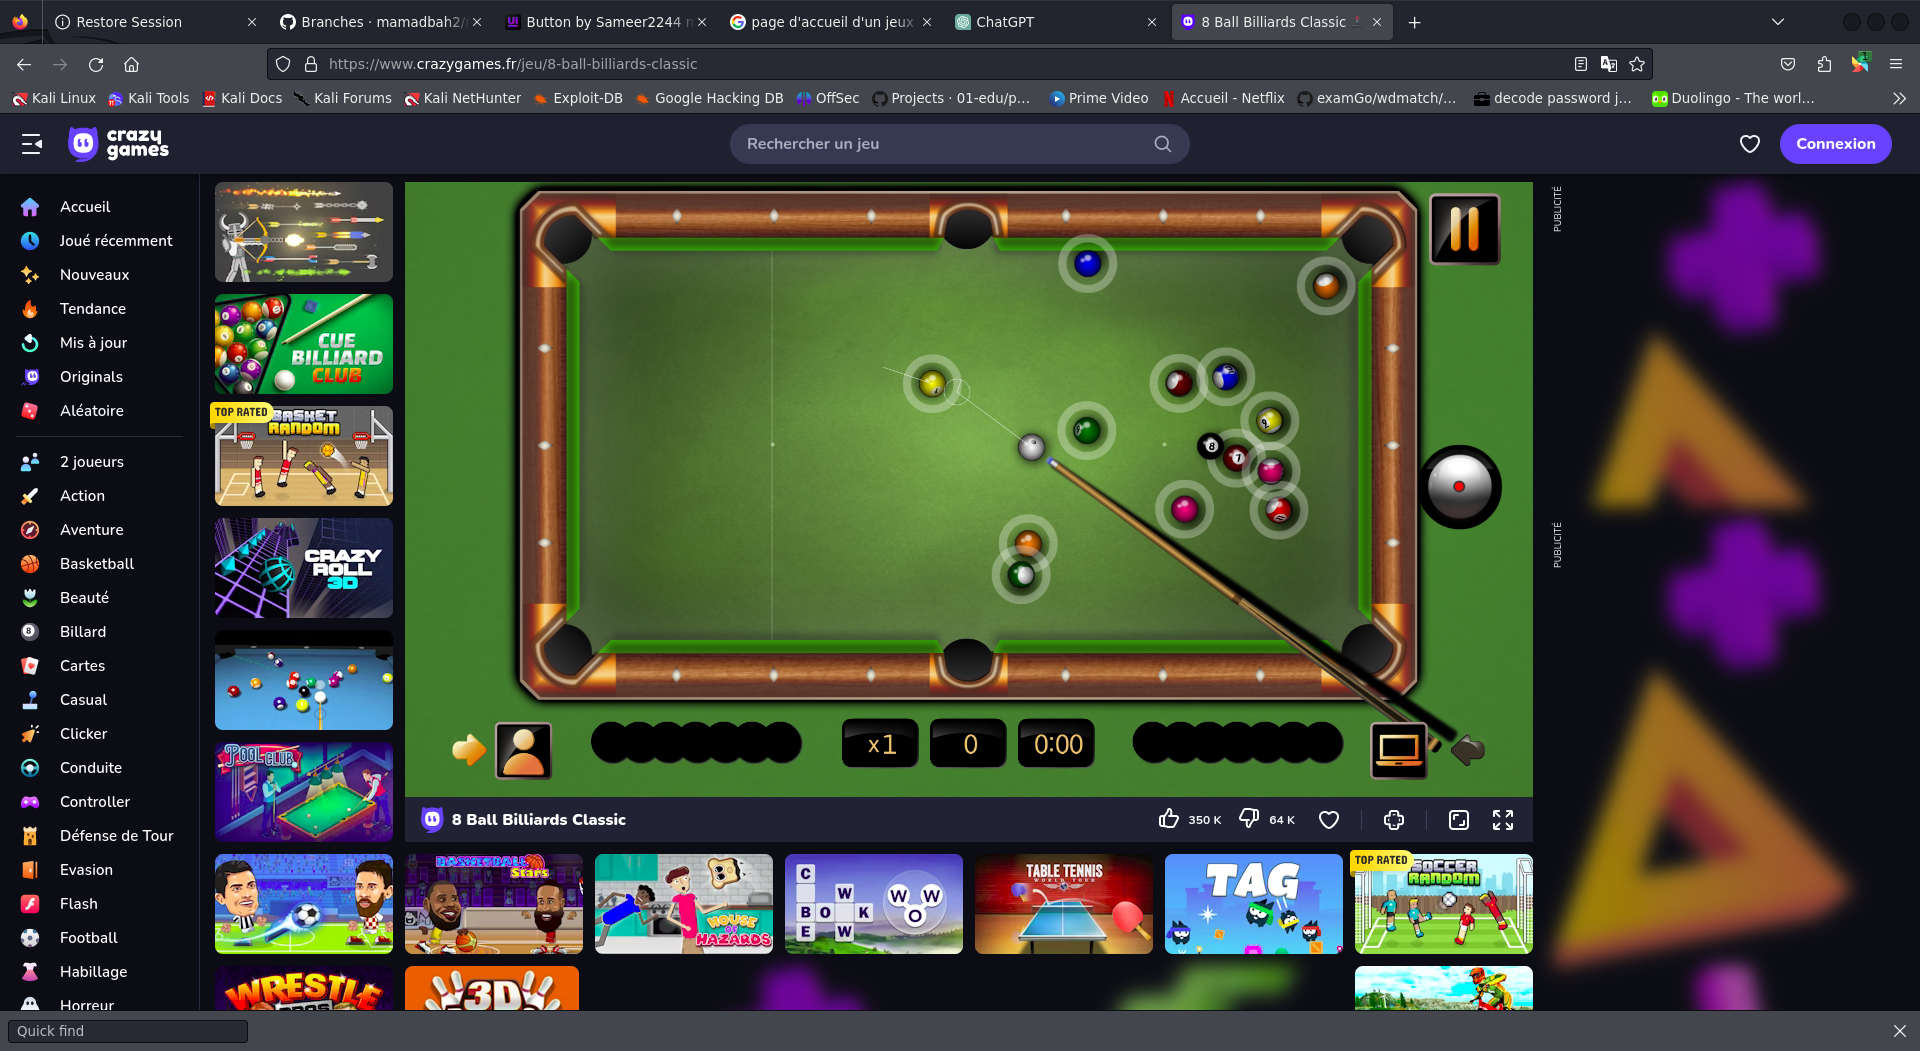 Restore Session
Branches · mamadbah2/
Button by Sameer2244
page d'accueil d'un jeux
ChatGPT
8 Ball Billiards Classic
https://www.crazygames.fr/jeu/8-ball-billiards-classic
Kali Linux
Kali Tools
Kali Docs
Kali Forums
Kali NetHunter
Exploit-DB
Google Hacking DB
OffSec
Projects · 01-edu/p…
Prime Video
Accueil - Netflix
examGo/wdmatch/…
decode password j…
Duolingo - The worl…
crazy
games
Rechercher un jeu
Connexion
Accueil
Joué récemment
Nouveaux
Tendance
Mis à jour
Originals
Aléatoire
2 joueurs
Action
Aventure
Basketball
Beauté
Billard
Cartes
Casual
Clicker
Conduite
Controller
Défense de Tour
Evasion
Flash
Football
Habillage
Horreur
CUE
BILLIARD
CLUB
TOP RATED
BASKET
RANDOM
CRAZY
ROLL
3D
POOL CLUB
PUBLICITÉ
PUBLICITÉ
x1
0
0:00
8 Ball Billiards Classic
350 K
64 K
BASKETBALL
Stars
HOUSE
OF
HAZARDS
C
W
B O O K
E W
W W
O
TABLE TENNIS
WORLD TOUR
TAG
TOP RATED
SOCCER
RANDOM
WRESTLE
3D
Quick find